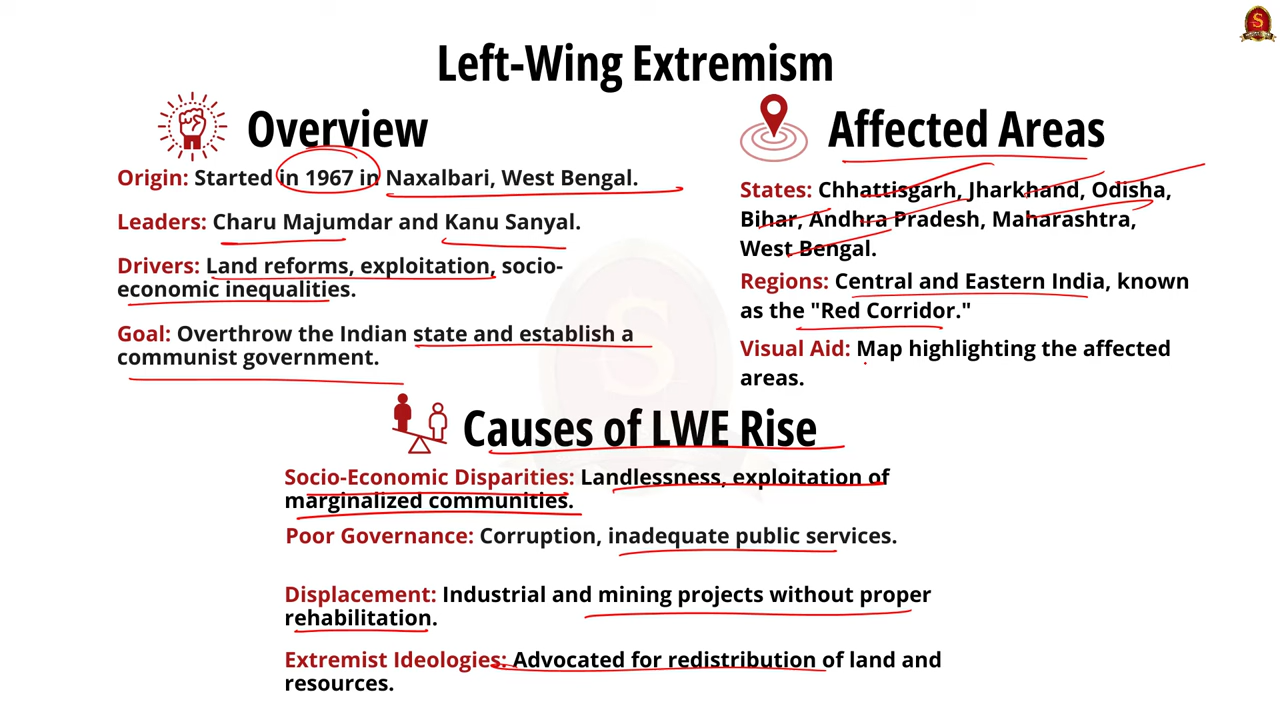 Left-Wing Extremism
Overview
Origin: Started in 1967 in Naxalbari, West Bengal.
Leaders: Charu Majumdar and Kanu Sanyal.
Drivers: Land reforms, exploitation, socio-
economic inequalities.
Goal: Overthrow the Indian state and establish a
communist government.
Affected Areas
States: Chhattisgarh, Jharkhand, Odisha,
Bihar, Andhra Pradesh, Maharashtra,
West Bengal.
Regions: Central and Eastern India, known
as the "Red Corridor."
Visual Aid: Map highlighting the affected
areas.
Causes of LWE Rise
Socio-Economic Disparities: Landlessness, exploitation of
marginalized communities.
Poor Governance: Corruption, inadequate public services.
Displacement: Industrial and mining projects without proper
rehabilitation.
Extremist Ideologies: Advocated for redistribution of land and
resources.
S